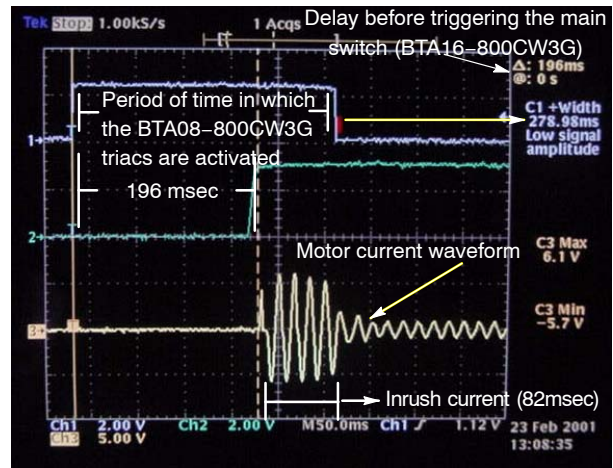 Tek Stop: 1.00kS/s
1 Acqs
Delay before triggering the main
switch (BTA16–800CW3G)
Δ: 196ms
@: 0 s
C1 +Width
278.98ms
Low signal
amplitude
Period of time in which
the BTA08–800CW3G
triacs are activated
1→
196 msec
2→
Motor current waveform
C3 Max
6.1 V
C3 Min
−5.7 V
3→
Inrush current (82msec)
Ch1 2.00 V Ch2 2.00 V M50.0ms Ch1 ƒ 1.12 V
Ch3 5.00 V
23 Feb 2001
13:08:35